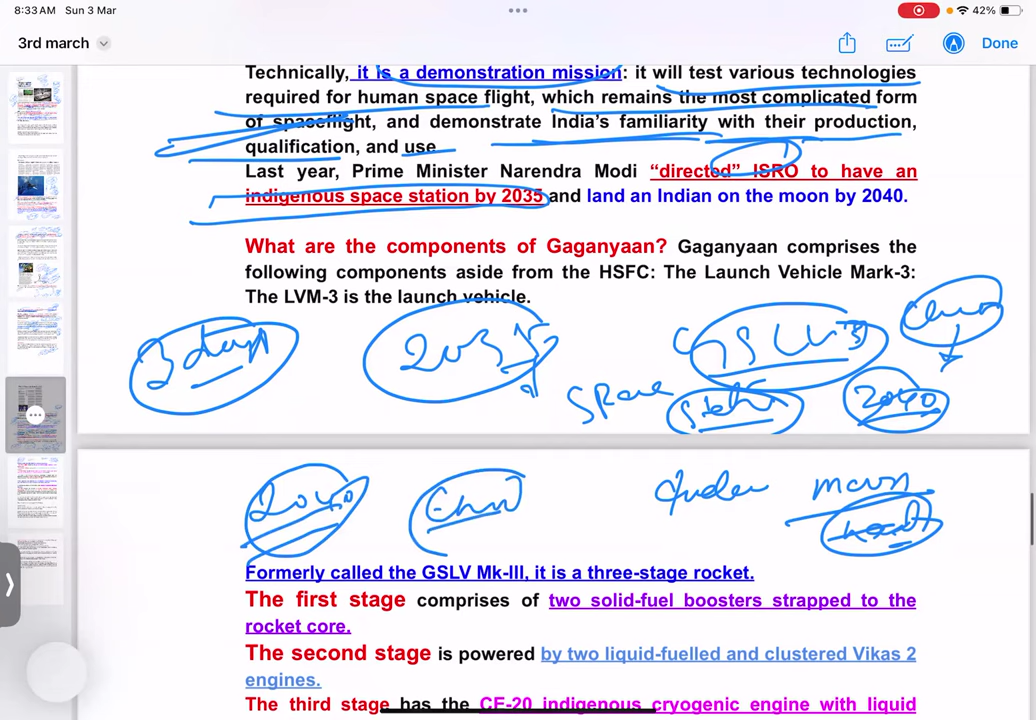 8:33 AM Sun 3 Mar
42%
3rd march
Done
Technically, it is a demonstration mission: it will test various technologies
required for human space flight, which remains the most complicated form
of spaceflight, and demonstrate India's familiarity with their production,
qualification, and use
Last year, Prime Minister Narendra Modi “directed” ISRO to have an
indigenous space station by 2035 and land an Indian on the moon by 2040.
What are the components of Gaganyaan? Gaganyaan comprises the
following components aside from the HSFC: The Launch Vehicle Mark-3:
The LVM-3 is the launch vehicle.
3 days 2035 GSLV 3
space station 2040
2040
Formerly called the GSLV Mk-III, it is a three-stage rocket.
The first stage comprises of two solid-fuel boosters strapped to the
rocket core.
The second stage is powered by two liquid-fuelled and clustered Vikas 2
engines.
The third stage has the CE-20 indigenous cryogenic engine with liquid